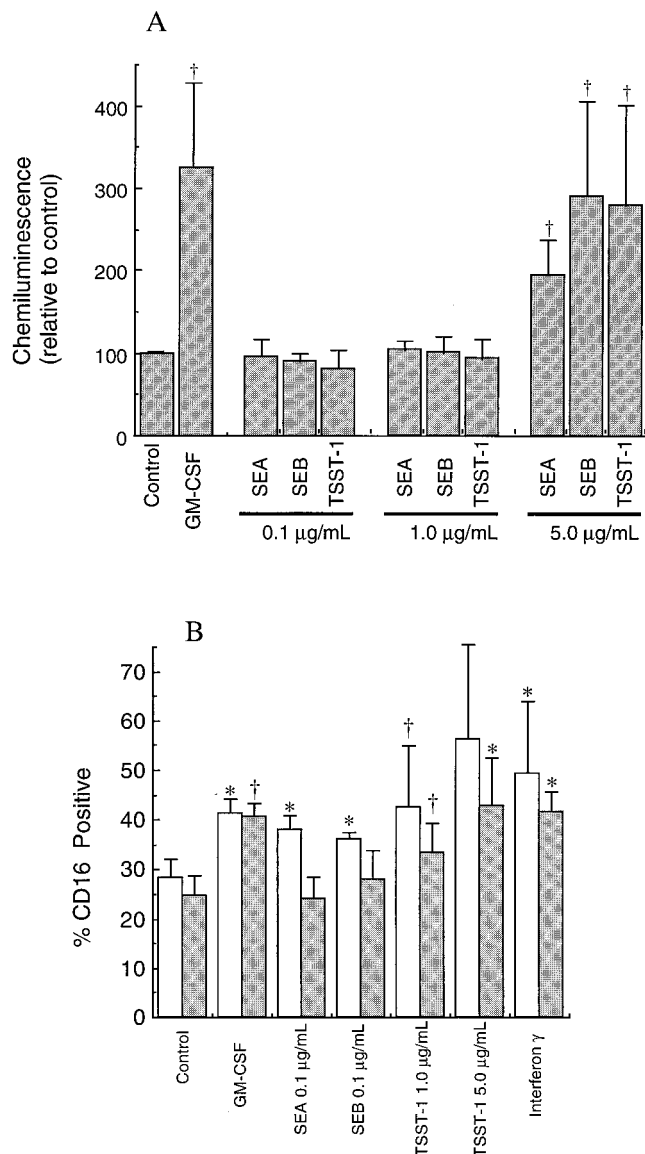 A
Chemiluminescence
(relative to control)
400
300
200
100
0
†
†
†
†
Control
GM-CSF
SEA
SEB
TSST-1
SEA
SEB
TSST-1
SEA
SEB
TSST-1
0.1 µg/mL
1.0 µg/mL
5.0 µg/mL
B
% CD16 Positive
70
60
50
40
30
20
10
0
*
†
*
*
†
†
*
*
*
Control
GM-CSF
SEA 0.1 µg/mL
SEB 0.1 µg/mL
TSST-1 1.0 µg/mL
TSST-1 5.0 µg/mL
Interferon γ